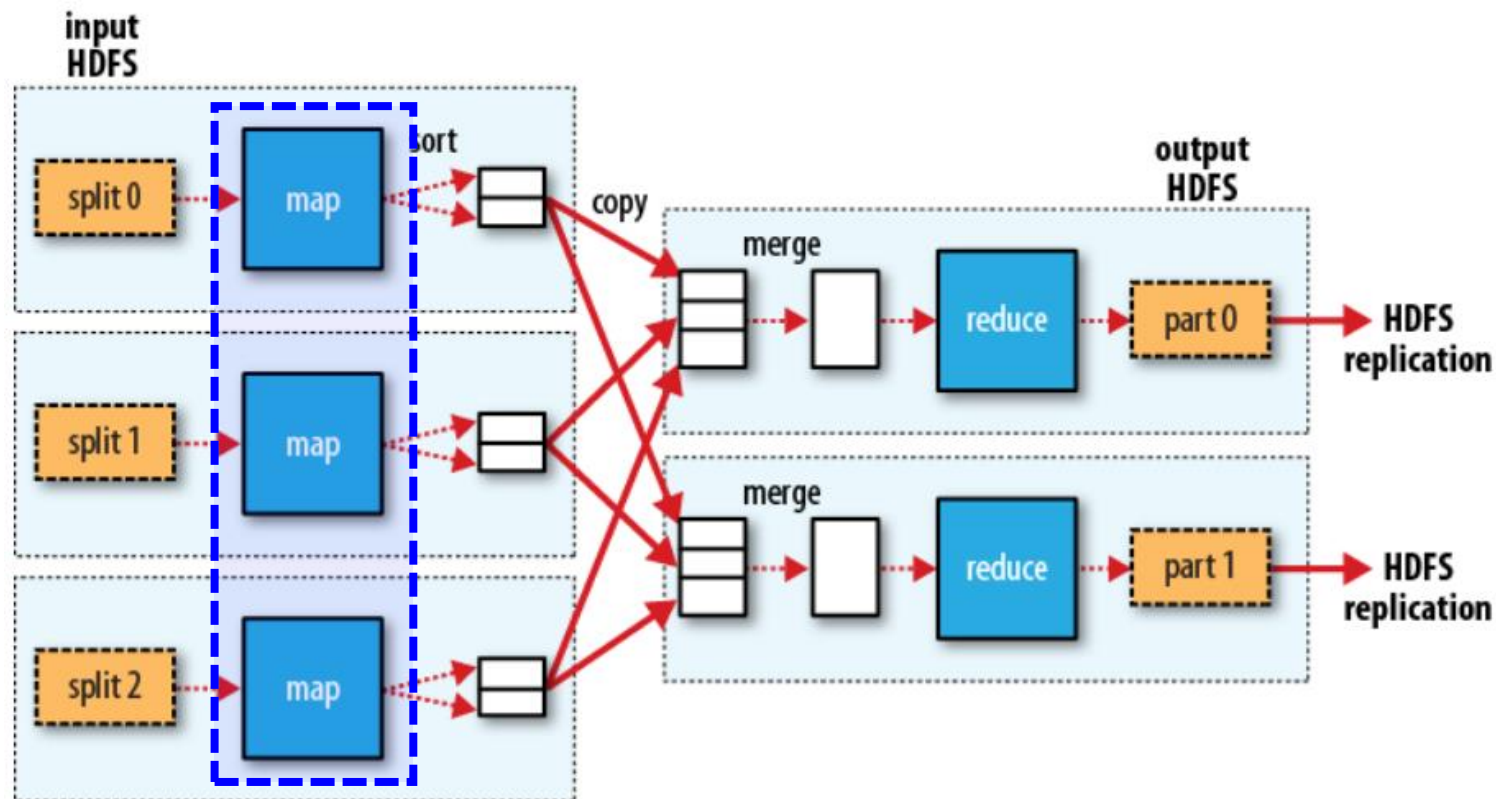 input
HDFS
split 0
map
sort
copy
split 1
map
split 2
map
output
HDFS
merge
reduce
part 0
HDFS
replication
merge
reduce
part 1
HDFS
replication